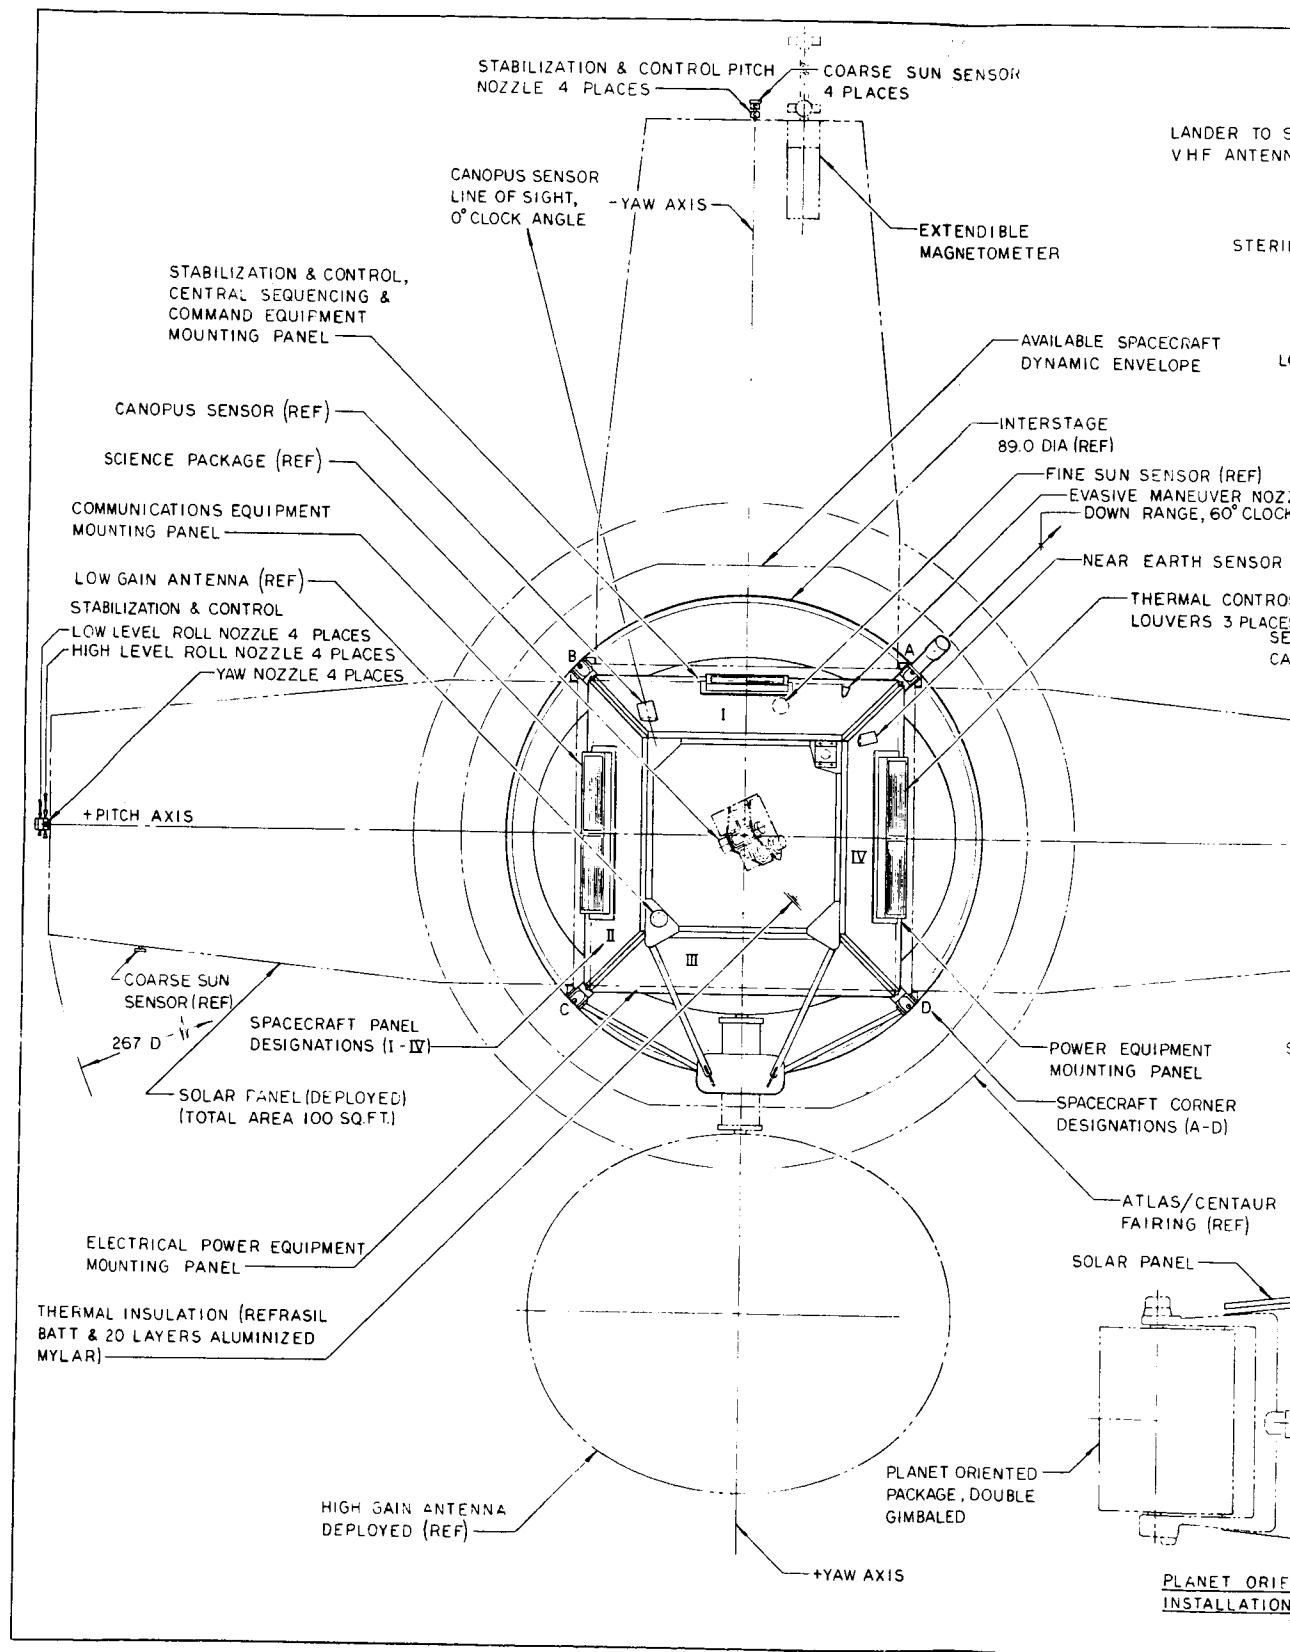 STABILIZATION & CONTROL PITCH
NOZZLE 4 PLACES
COARSE SUN SENSOR
4 PLACES
LANDER TO
VHF
CANOPUS SENSOR
LINE OF SIGHT,
0° CLOCK ANGLE
-YAW AXIS
EXTENDIBLE
MAGNETOMETER
STABILIZATION & CONTROL,
CENTRAL SEQUENCING &
COMMAND EQUIPMENT
MOUNTING PANEL
AVAILABLE SPACECRAFT
DYNAMIC ENVELOPE
CANOPUS SENSOR (REF)
INTERSTAGE
89.0 DIA (REF)
SCIENCE PACKAGE (REF)
FINE SUN SENSOR (REF)
EVASIVE MANEUVER
DOWN RANGE, 60° CLOCK
COMMUNICATIONS EQUIPMENT
MOUNTING PANEL
NEAR EARTH SENSOR
LOW GAIN ANTENNA (REF)
THERMAL
LOUVERS 3
STABILIZATION & CONTROL
LOW LEVEL ROLL NOZZLE 4 PLACES
HIGH LEVEL ROLL NOZZLE 4 PLACES
YAW NOZZLE 4 PLACES
B
A
I
+PITCH AXIS
IV
II
III
C
D
COARSE SUN
SENSOR (REF)
267 D
SPACECRAFT PANEL
DESIGNATIONS (I-IV)
SOLAR PANEL (DEPLOYED)
(TOTAL AREA 100 SQ.FT.)
POWER EQUIPMENT
MOUNTING PANEL
SPACECRAFT CORNER
DESIGNATIONS (A-D)
ATLAS/CENTAUR
FAIRING (REF)
ELECTRICAL POWER EQUIPMENT
MOUNTING PANEL
SOLAR PANEL
THERMAL INSULATION (REFRASIL
BATT & 20 LAYERS ALUMINIZED
MYLAR)
PLANET ORIENTED
PACKAGE, DOUBLE
GIMBALED
HIGH GAIN ANTENNA
DEPLOYED (REF)
+YAW AXIS
PLANET
INSTALLATION